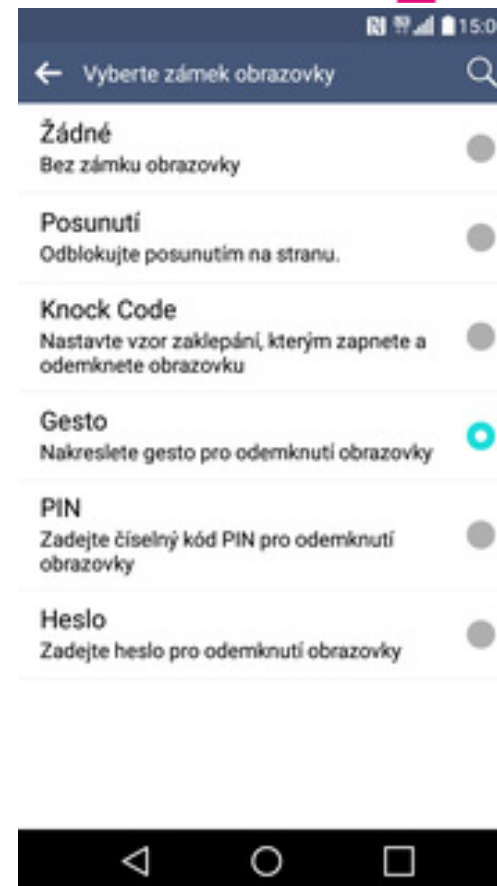 15:0
Vyberte zámek obrazovky
Žádné
Bez zámku obrazovky
Posunutí
Odblokujte posunutím na stranu.
Knock Code
Nastavte vzor zaklepání, kterým zapnete a
odemknete obrazovku
Gesto
Nakreslete gesto pro odemknutí obrazovky
PIN
Zadejte číselný kód PIN pro odemknutí
obrazovky
Heslo
Zadejte heslo pro odemknutí obrazovky